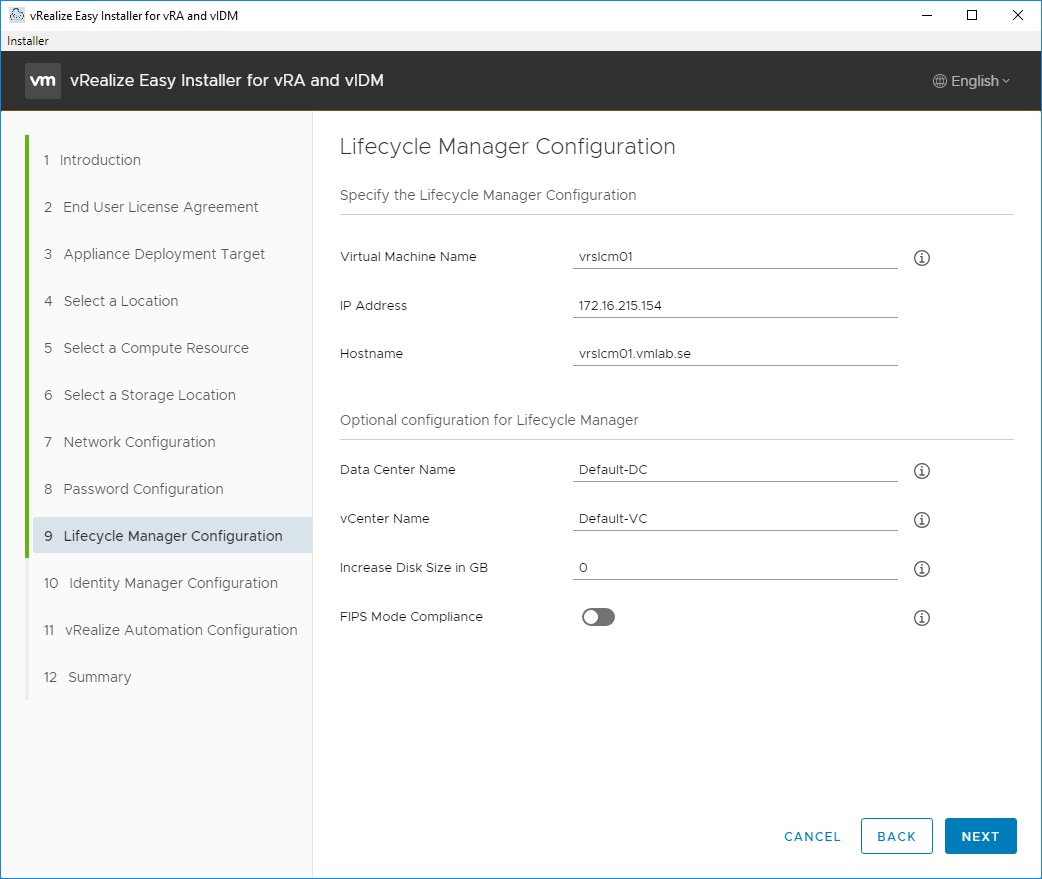 vRealize Easy Installer for vRA and vIDM
Installer
vm vRealize Easy Installer for vRA and vIDM English
1 Introduction
2 End User License Agreement
3 Appliance Deployment Target
4 Select a Location
5 Select a Compute Resource
6 Select a Storage Location
7 Network Configuration
8 Password Configuration
9 Lifecycle Manager Configuration
10 Identity Manager Configuration
11 vRealize Automation Configuration
12 Summary
Lifecycle Manager Configuration
Specify the Lifecycle Manager Configuration
Virtual Machine Name vrslcm01
IP Address 172.16.215.154
Hostname vrslcm01.vmlab.se
Optional configuration for Lifecycle Manager
Data Center Name Default-DC
vCenter Name Default-VC
Increase Disk Size in GB 0
FIPS Mode Compliance
CANCEL BACK NEXT